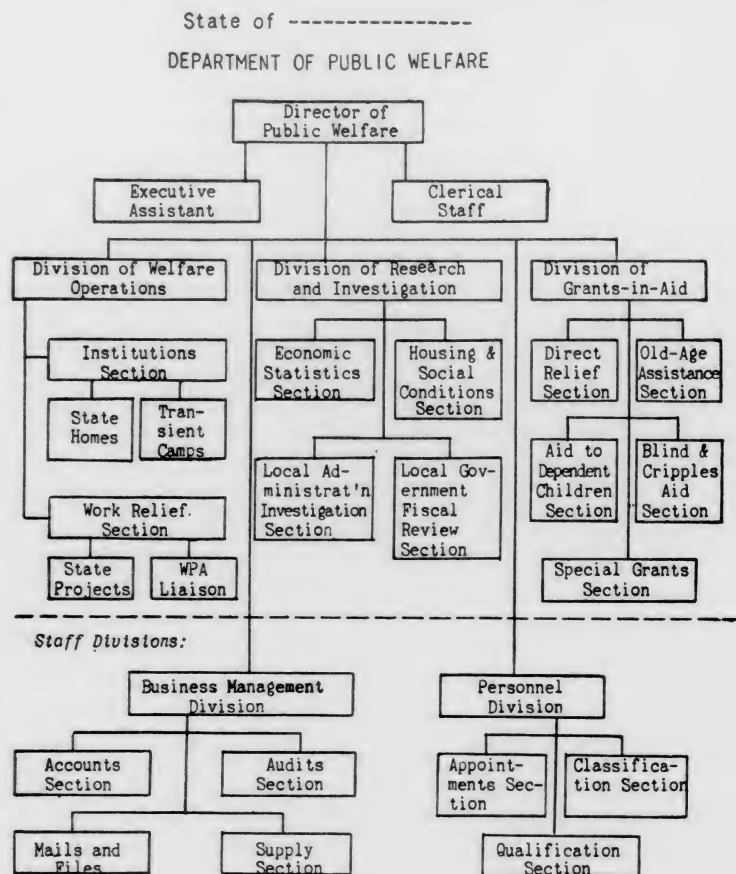 State of -----------------
DEPARTMENT OF PUBLIC WELFARE
Director of
Public Welfare
Executive
Assistant
Clerical
Staff
Division of Welfare
Operations
Division of Research
and Investigation
Division of
Grants-in-Aid
Institutions
Section
State
Homes
Tran-
sient
Camps
Work Relief.
Section
State
Projects
WPA
Liaison
Economic
Statistics
Section
Housing &
Social
Conditions
Section
Local Ad-
ministrat'n
Investigation
Section
Local Gov-
ernment
Fiscal
Review
Section
Direct
Relief
Section
Old-Age
Assistance
Section
Aid to
Dependent
Children
Section
Blind &
Cripples
Aid
Section
Special Grants
Section
Staff Divisions:
Business Management
Division
Personnel
Division
Accounts
Section
Audits
Section
Mails and
Files
Supply
Section
Appoint-
ments Sec-
tion
Classifica-
tion Section
Qualification
Section